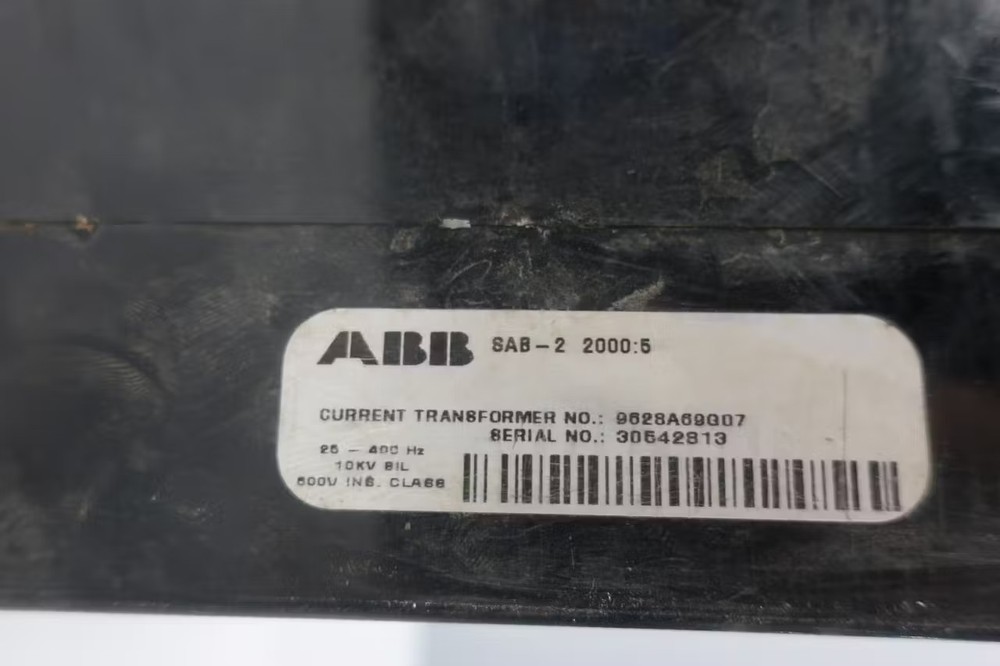 ABB SAB-2 2000:5
CURRENT TRANSFORMER NO.: 9628A69G07
SERIAL NO.: 30542813
25 - 400 Hz
10KV BIL
600V INS. CLASS